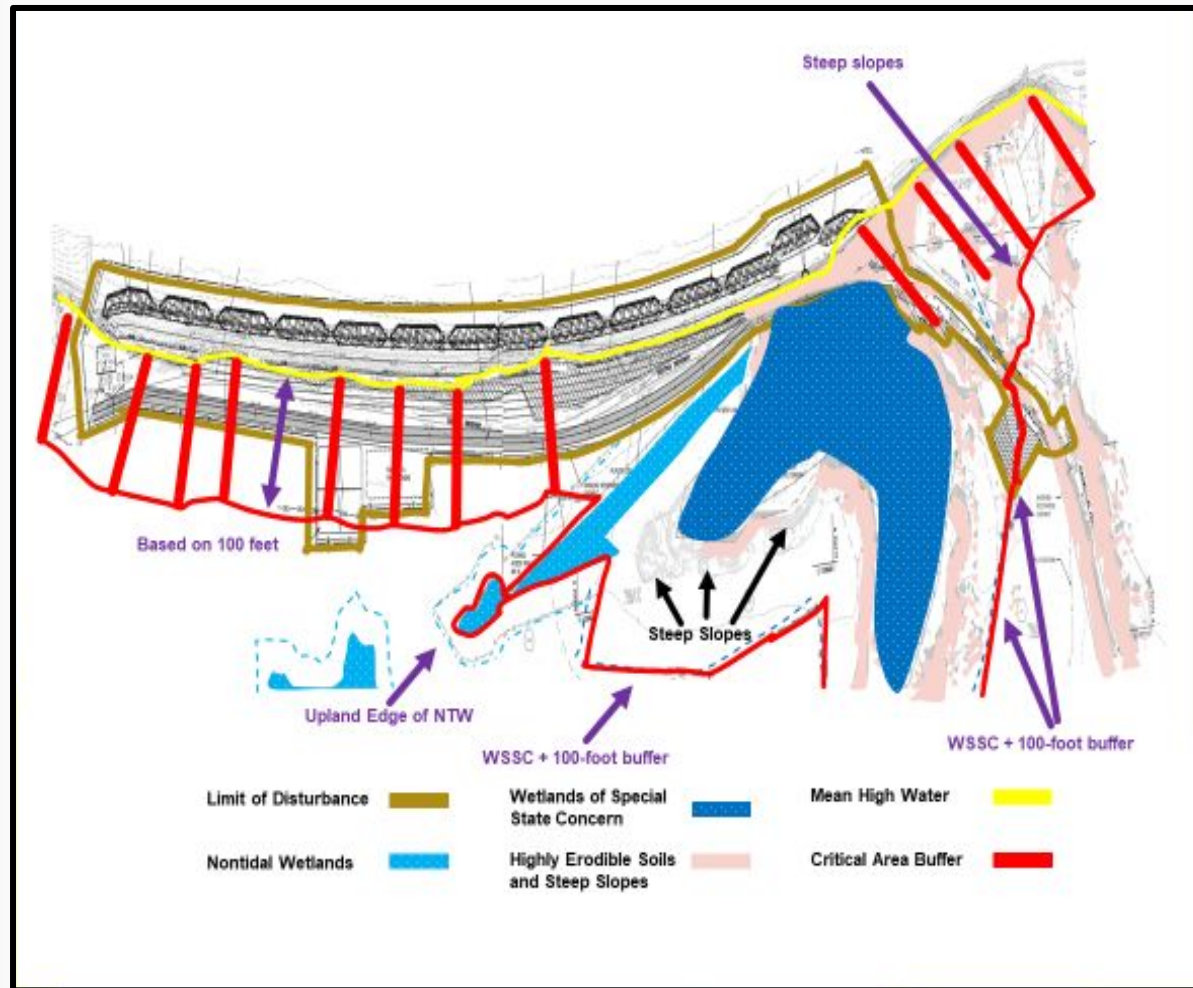 Steep slopes
Based on 100 feet
Steep Slopes
Upland Edge of NTW
WSSC + 100-foot buffer
WSSC + 100-foot buffer
Limit of Disturbance
Wetlands of Special
State Concern
Mean High Water
Nontidal Wetlands
Highly Erodible Soils
and Steep Slopes
Critical Area Buffer